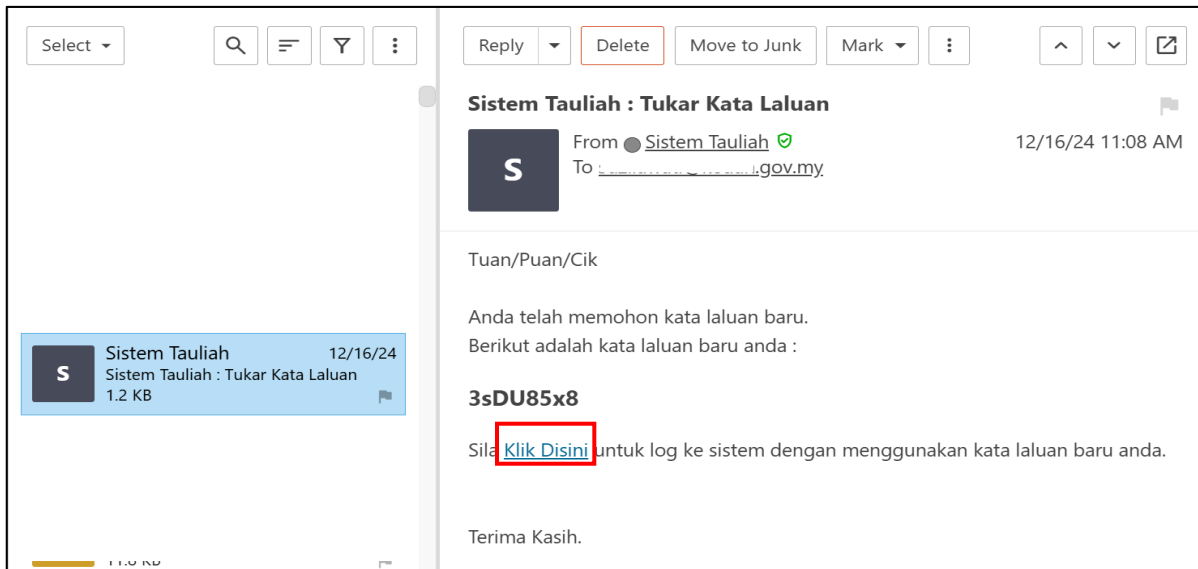 Select
Reply
Delete
Move to Junk
Mark
Sistem Tauliah : Tukar Kata Laluan
S
From Sistem Tauliah
12/16/24 11:08 AM
To .gov.my
Tuan/Puan/Cik
Anda telah memohon kata laluan baru.
Berikut adalah kata laluan baru anda :
3sDU85x8
Sila Klik Disini untuk log ke sistem dengan menggunakan kata laluan baru anda.
Terima Kasih.
S
Sistem Tauliah
12/16/24
Sistem Tauliah : Tukar Kata Laluan
1.2 KB